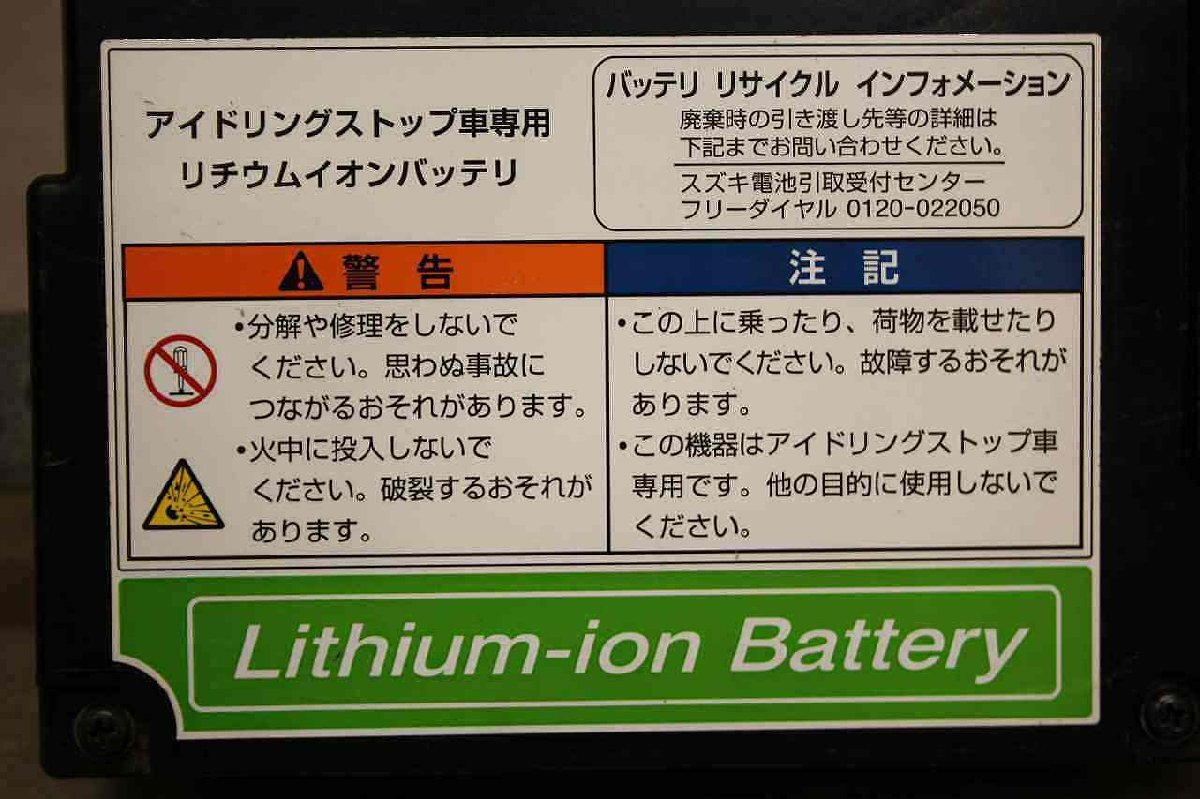 アイドリングストップ車専用
リチウムイオンバッテリ
バッテリ リサイクル インフォメーション
廃棄時の引き渡し先等の詳細は
下記までお問い合わせください。
スズキ電池引取受付センター
フリーダイヤル 0120-022050
警 告
・分解や修理をしないで
ください。思わぬ事故に
つながるおそれがあります。
・火中に投入しないで
ください。破裂するおそれが
あります。
注 記
・この上に乗ったり、荷物を載せたり
しないでください。故障するおそれが
あります。
・この機器はアイドリングストップ車
専用です。他の目的に使用しないで
ください。
Lithium-ion Battery